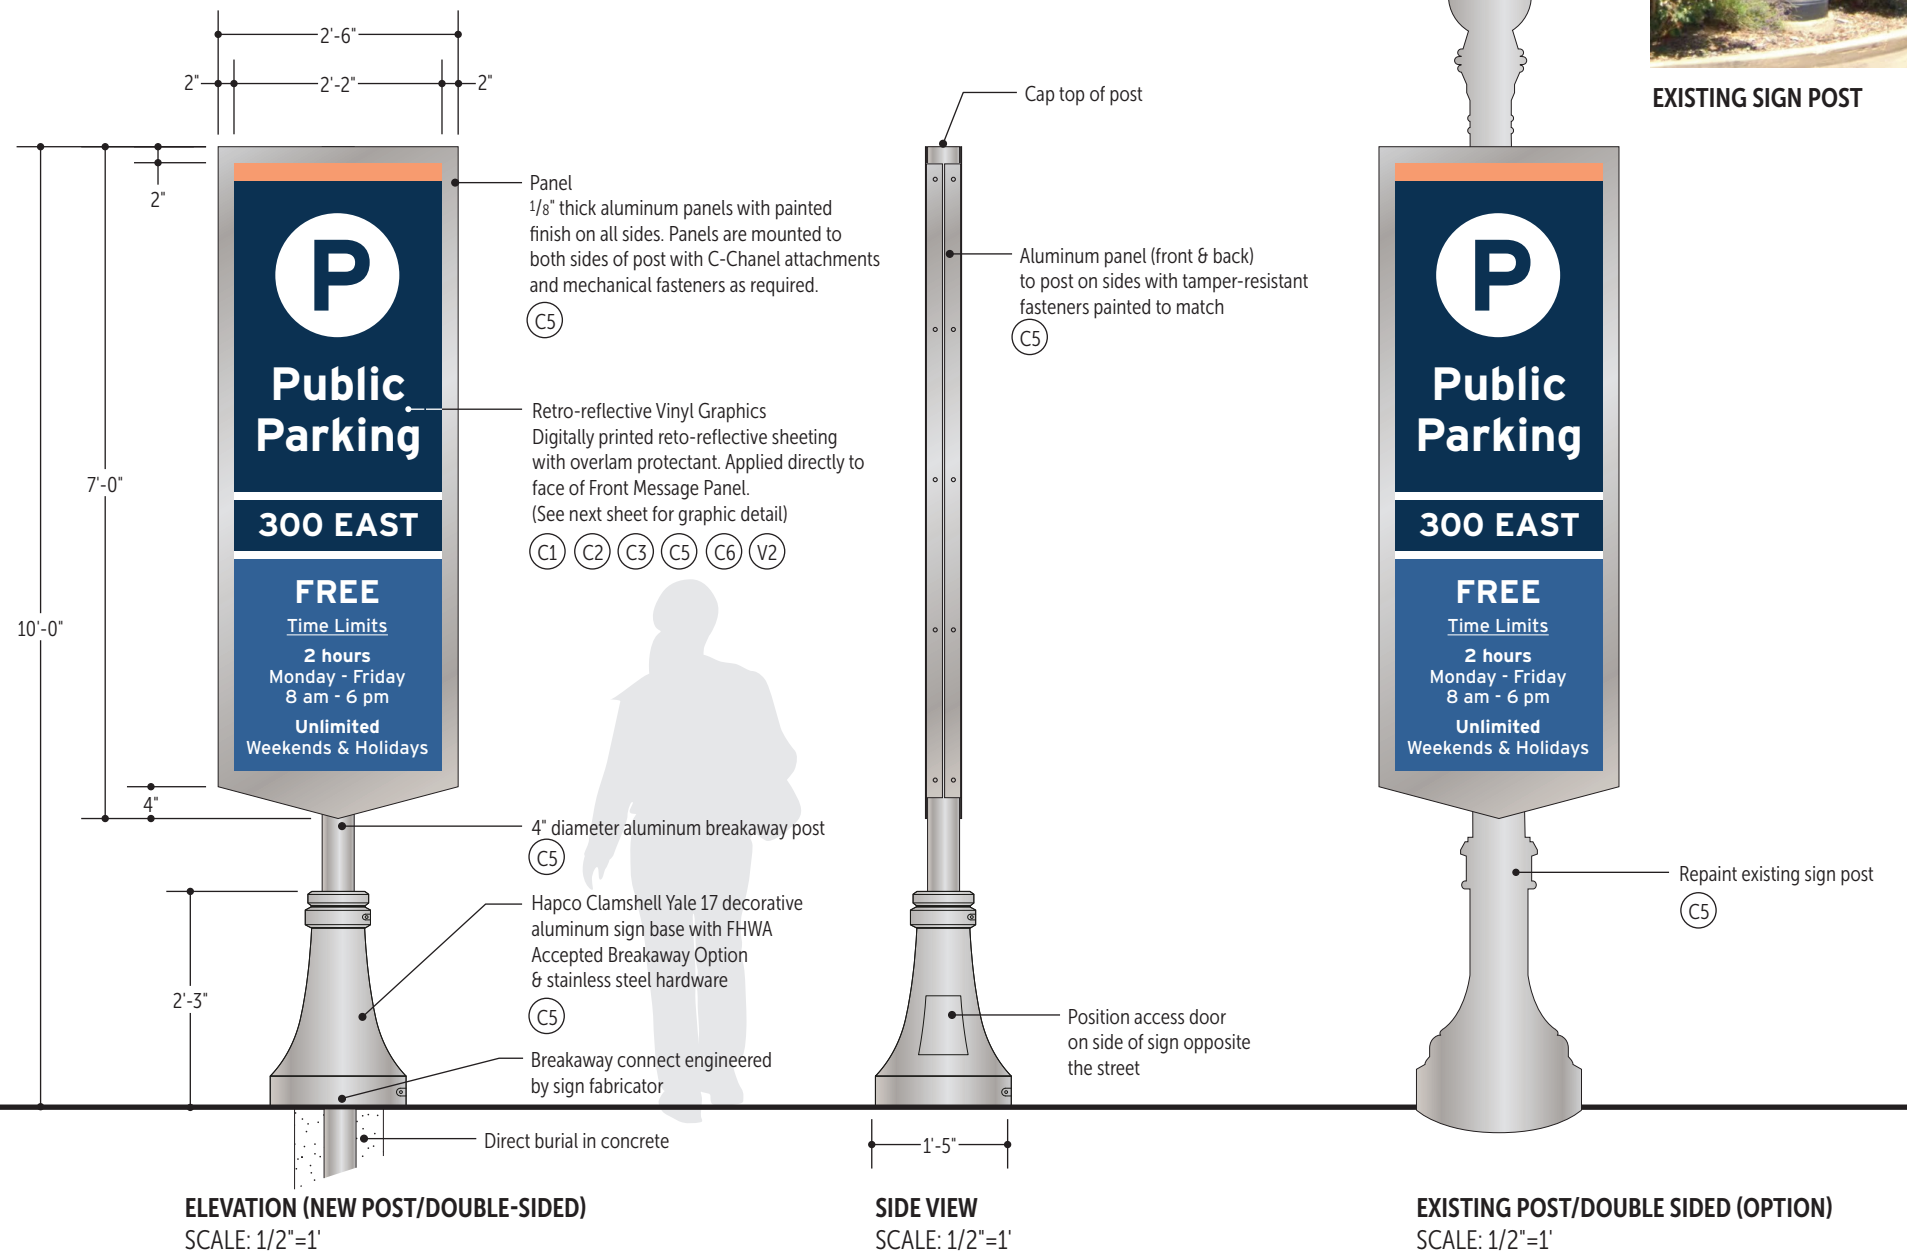 2'-6"
2"
2'-2"
2"
2"
7'-0"
10'-0"
4"
2'-3"
P
Public
Parking
300 EAST
FREE
Time Limits
2 hours
Monday - Friday
8 am - 6 pm
Unlimited
Weekends & Holidays
Panel
1/8" thick aluminum panels with painted
finish on all sides. Panels are mounted to
both sides of post with C-Chanel attachments
and mechanical fasteners as required.
C5
Retro-reflective Vinyl Graphics
Digitally printed reto-reflective sheeting
with overlam protectant. Applied directly to
face of Front Message Panel.
(See next sheet for graphic detail)
C1 C2 C3 C5 C6 V2
4" diameter aluminum breakaway post
C5
Hapco Clamshell Yale 17 decorative
aluminum sign base with FHWA
Accepted Breakaway Option
& stainless steel hardware
C5
Breakaway connect engineered
by sign fabricator
Direct burial in concrete
ELEVATION (NEW POST/DOUBLE-SIDED)
SCALE: 1/2"=1'
Cap top of post
Aluminum panel (front & back)
to post on sides with tamper-resistant
fasteners painted to match
C5
Position access door
on side of sign opposite
the street
1'-5"
SIDE VIEW
SCALE: 1/2"=1'
EXISTING SIGN POST
P
Public
Parking
300 EAST
FREE
Time Limits
2 hours
Monday - Friday
8 am - 6 pm
Unlimited
Weekends & Holidays
Repaint existing sign post
C5
EXISTING POST/DOUBLE SIDED (OPTION)
SCALE: 1/2"=1'